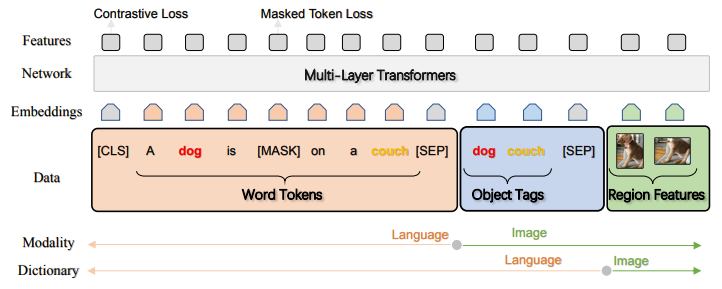 Contrastive Loss Masked Token Loss
Features
Network Multi-Layer Transformers
Embeddings
[CLS] A dog is [MASK] on a couch [SEP] dog couch [SEP]
Data
Word Tokens Object Tags Region Features
Modality Language Image
Dictionary Language Image